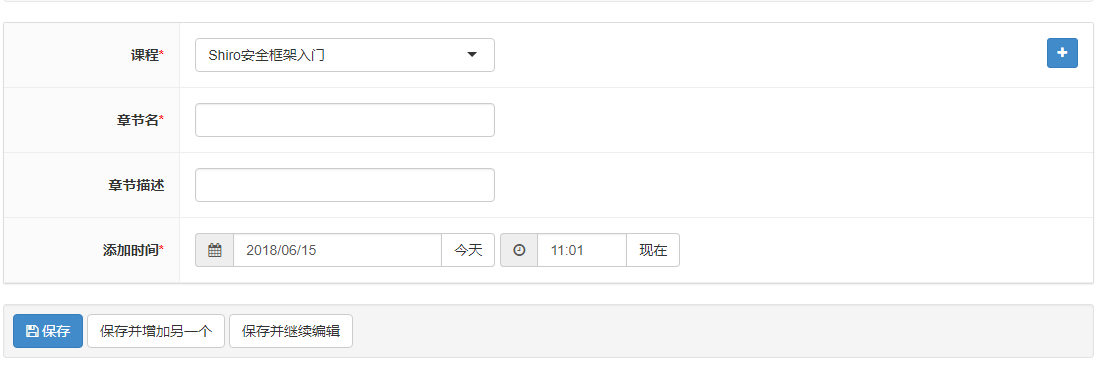 课程* Shiro安全框架入门
章节名*
章节描述
添加时间* 2018/06/15 今天 11:01 现在
保存 保存并增加另一个 保存并继续编辑